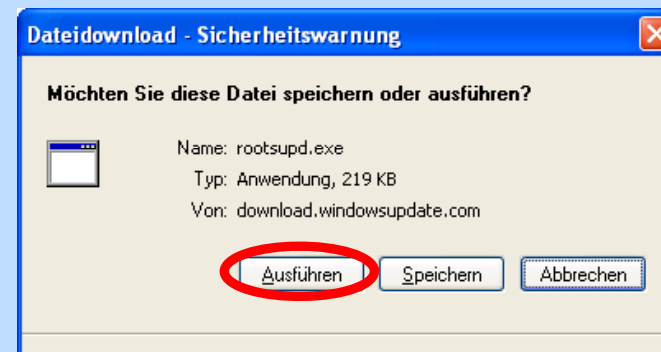 Dateidownload - Sicherheitswarnung
Möchten Sie diese Datei speichern oder ausführen?
Name: rootsupd.exe
Typ: Anwendung, 219 KB
Von: download.windowsupdate.com
Ausführen Speichern Abbrechen